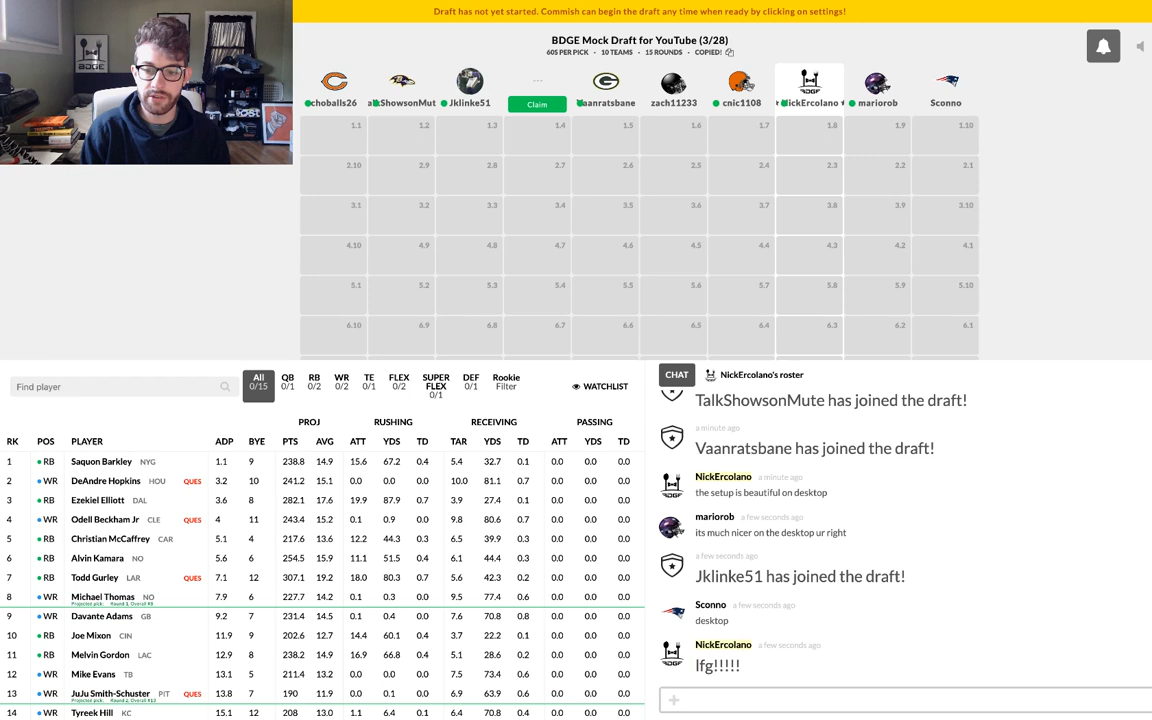 Draft has not yet started. Commish can begin the draft any time when ready by clicking on settings!
BDGE Mock Draft for YouTube (3/28)
60S PER PICK · 10 TEAMS · 15 ROUNDS · COPIED!
BDGE
choballs26 alkShowsonMut Jklinke51 --- Vaanratsbane zach11233 cnic1108 NickErcolano mariorob Sconno
Claim
BDGE
1.1 1.2 1.3 1.4 1.5 1.6 1.7 1.8 1.9 1.10
2.10 2.9 2.8 2.7 2.6 2.5 2.4 2.3 2.2 2.1
3.1 3.2 3.3 3.4 3.5 3.6 3.7 3.8 3.9 3.10
4.10 4.9 4.8 4.7 4.6 4.5 4.4 4.3 4.2 4.1
5.1 5.2 5.3 5.4 5.5 5.6 5.7 5.8 5.9 5.10
6.10 6.9 6.8 6.7 6.6 6.5 6.4 6.3 6.2 6.1
Find player
All QB RB WR TE FLEX SUPER FLEX DEF Rookie
0/15 0/1 0/2 0/2 0/1 0/2 0/1 0/1 Filter
WATCHLIST
PROJ RUSHING RECEIVING PASSING
RK POS PLAYER ADP BYE PTS AVG ATT YDS TD TAR YDS TD ATT YDS TD
1 RB Saquon Barkley NYG 1.1 9 238.8 14.9 15.6 67.2 0.4 5.4 32.7 0.1 0.0 0.0 0.0
2 WR DeAndre Hopkins HOU QUES 3.2 10 241.2 15.1 0.0 0.0 0.0 10.0 81.1 0.7 0.0 0.0 0.0
3 RB Ezekiel Elliott DAL 3.6 8 282.1 17.6 19.9 87.9 0.7 3.9 27.4 0.1 0.0 0.0 0.0
4 WR Odell Beckham Jr CLE QUES 4 11 243.4 15.2 0.1 0.9 0.0 9.8 80.6 0.7 0.0 0.0 0.0
5 RB Christian McCaffrey CAR 5.1 4 217.6 13.6 12.2 44.3 0.3 6.5 39.9 0.3 0.0 0.0 0.0
6 RB Alvin Kamara NO 5.6 6 254.5 15.9 11.1 51.5 0.4 6.1 44.4 0.3 0.0 0.0 0.0
7 RB Todd Gurley LAR QUES 7.1 12 307.1 19.2 18.0 80.3 0.7 5.6 42.3 0.2 0.0 0.0 0.0
8 WR Michael Thomas NO 7.9 6 227.7 14.2 0.1 0.3 0.0 9.5 77.4 0.6 0.0 0.0 0.0
Projected pick: Round 1, Overall #8
9 WR Davante Adams GB 9.2 7 231.4 14.5 0.1 0.4 0.0 7.6 70.8 0.8 0.0 0.0 0.0
10 RB Joe Mixon CIN 11.9 9 202.6 12.7 14.4 60.1 0.4 3.7 22.2 0.1 0.0 0.0 0.0
11 RB Melvin Gordon LAC 12.9 8 238.2 14.9 16.9 66.8 0.4 5.1 28.6 0.2 0.0 0.0 0.0
12 WR Mike Evans TB 13.1 5 211.4 13.2 0.0 0.0 0.0 7.5 73.4 0.6 0.0 0.0 0.0
13 WR JuJu Smith-Schuster PIT QUES 13.8 7 190 11.9 0.0 0.1 0.0 6.9 63.9 0.6 0.0 0.0 0.0
Projected pick: Round 2, Overall #13
14 WR Tyreek Hill KC 15.1 12 208 13.0 1.1 6.4 0.1 6.4 70.8 0.4 0.0 0.0 0.0
CHAT NickErcolano's roster
TalkShowsonMute has joined the draft!
a minute ago
Vaanratsbane has joined the draft!
NickErcolano a minute ago
the setup is beautiful on desktop
mariorob a few seconds ago
its much nicer on the desktop ur right
a few seconds ago
Jklinke51 has joined the draft!
Sconno a few seconds ago
desktop
NickErcolano a few seconds ago
lfg!!!!!